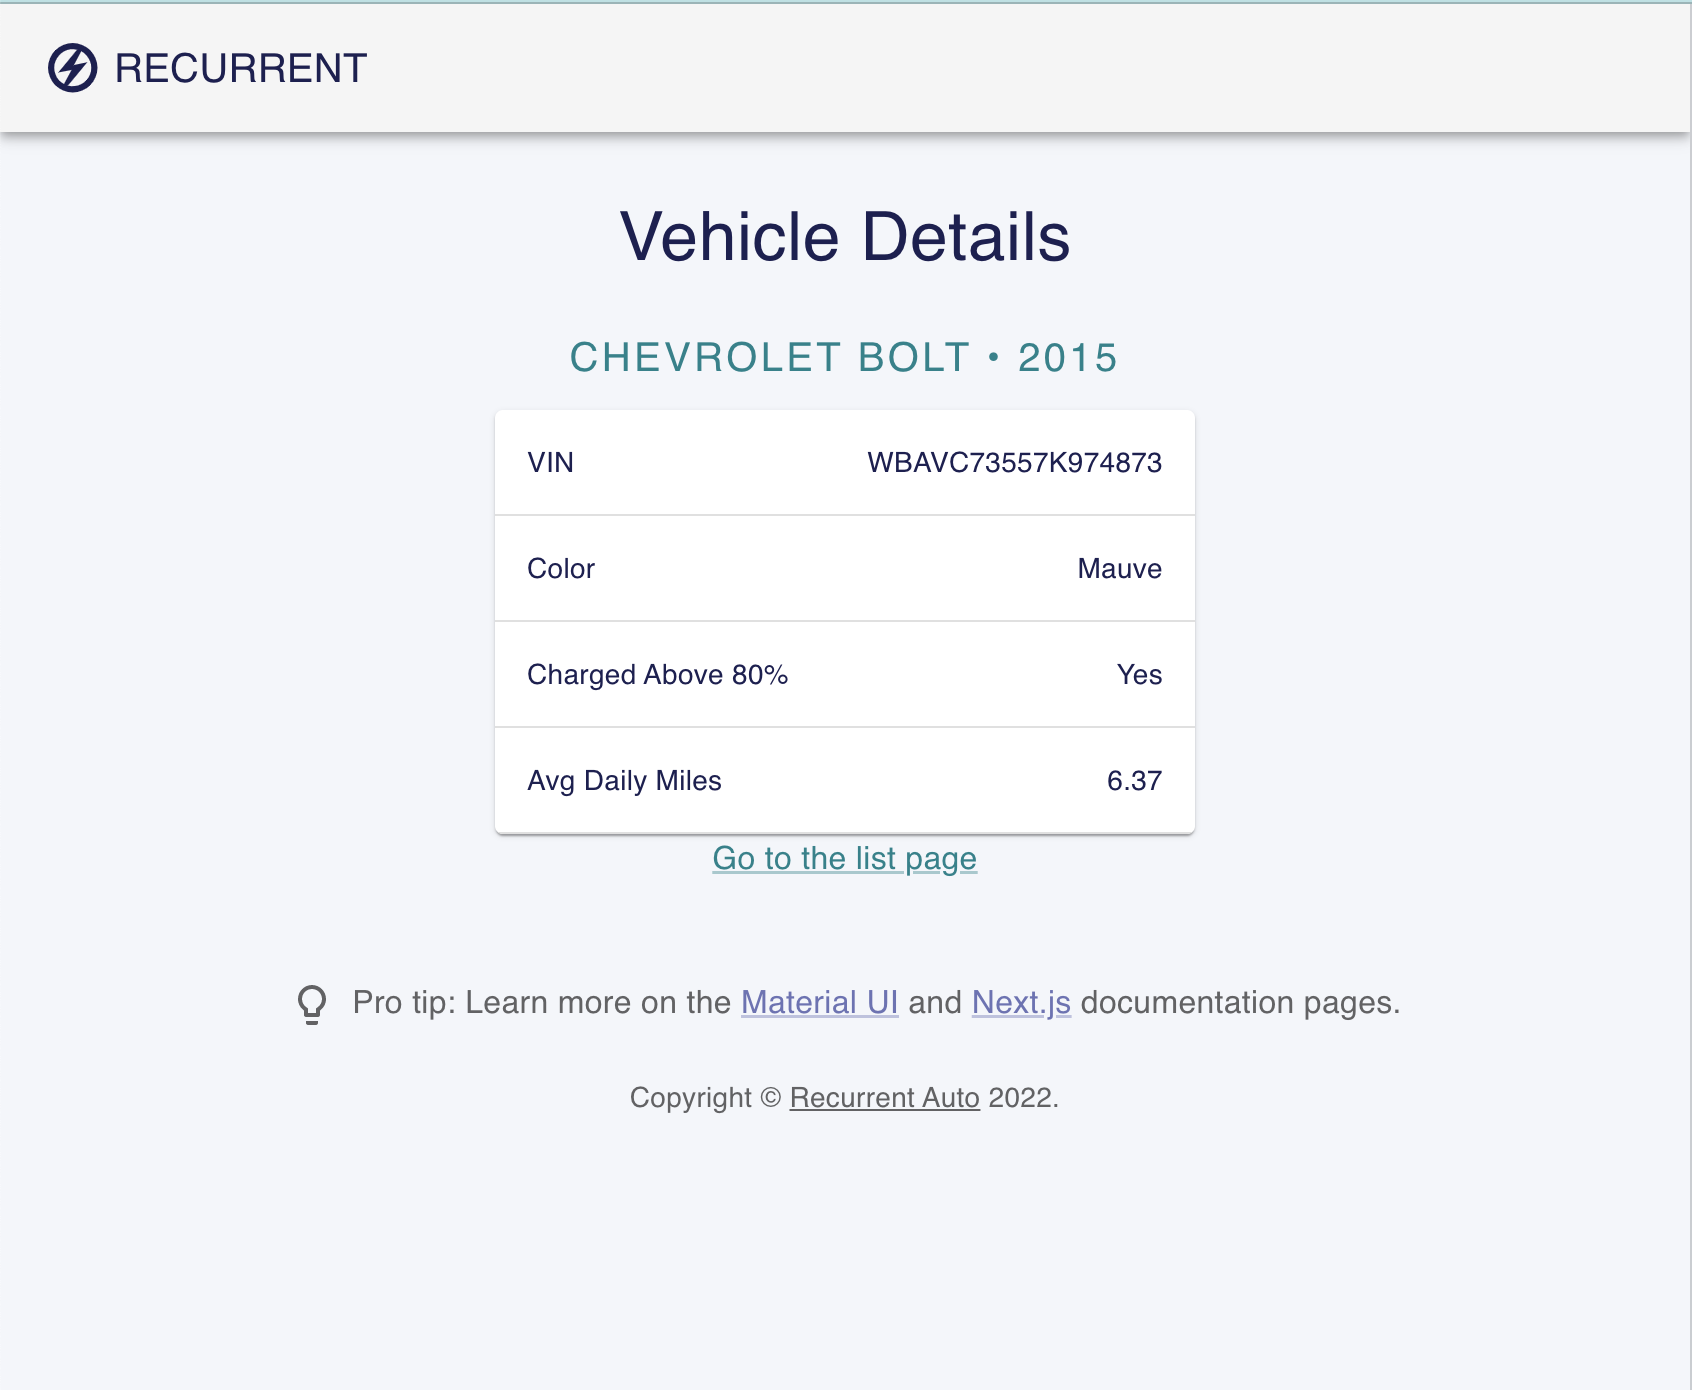 RECURRENT
Vehicle Details
CHEVROLET BOLT • 2015
VIN WBAVC73557K974873
Color Mauve
Charged Above 80% Yes
Avg Daily Miles 6.37
Go to the list page
Pro tip: Learn more on the Material UI and Next.js documentation pages.
Copyright © Recurrent Auto 2022.